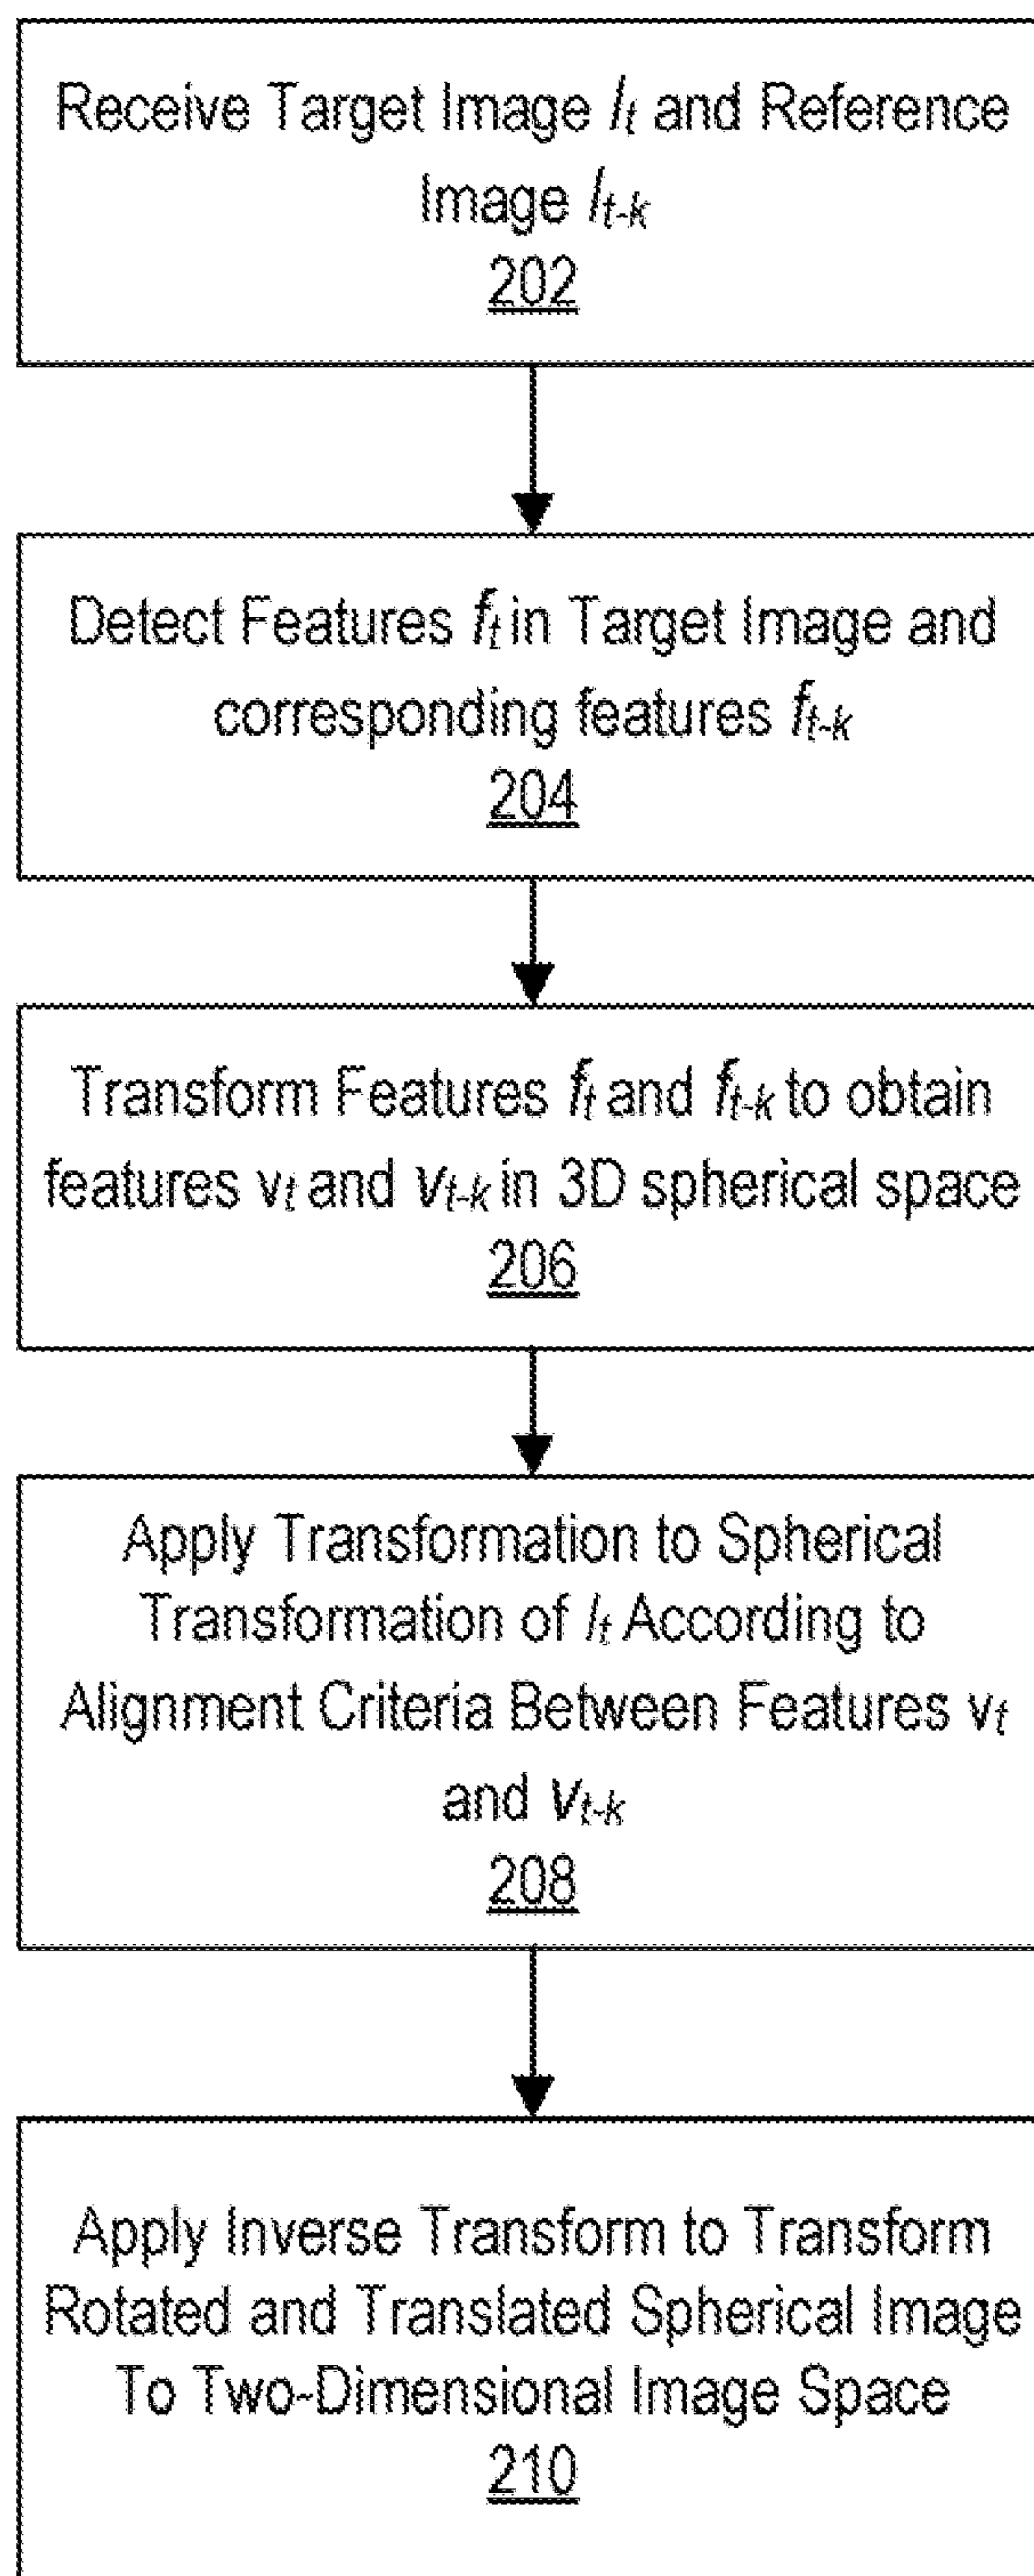 Receive Target Image It and Reference
Image It-k
202
Detect Features ft in Target Image and
corresponding features ft-k
204
Transform Features ft and ft-k to obtain
features vt and vt-k in 3D spherical space
206
Apply Transformation to Spherical
Transformation of It According to
Alignment Criteria Between Features vt
and vt-k
208
Apply Inverse Transform to Transform
Rotated and Translated Spherical Image
To Two-Dimensional Image Space
210